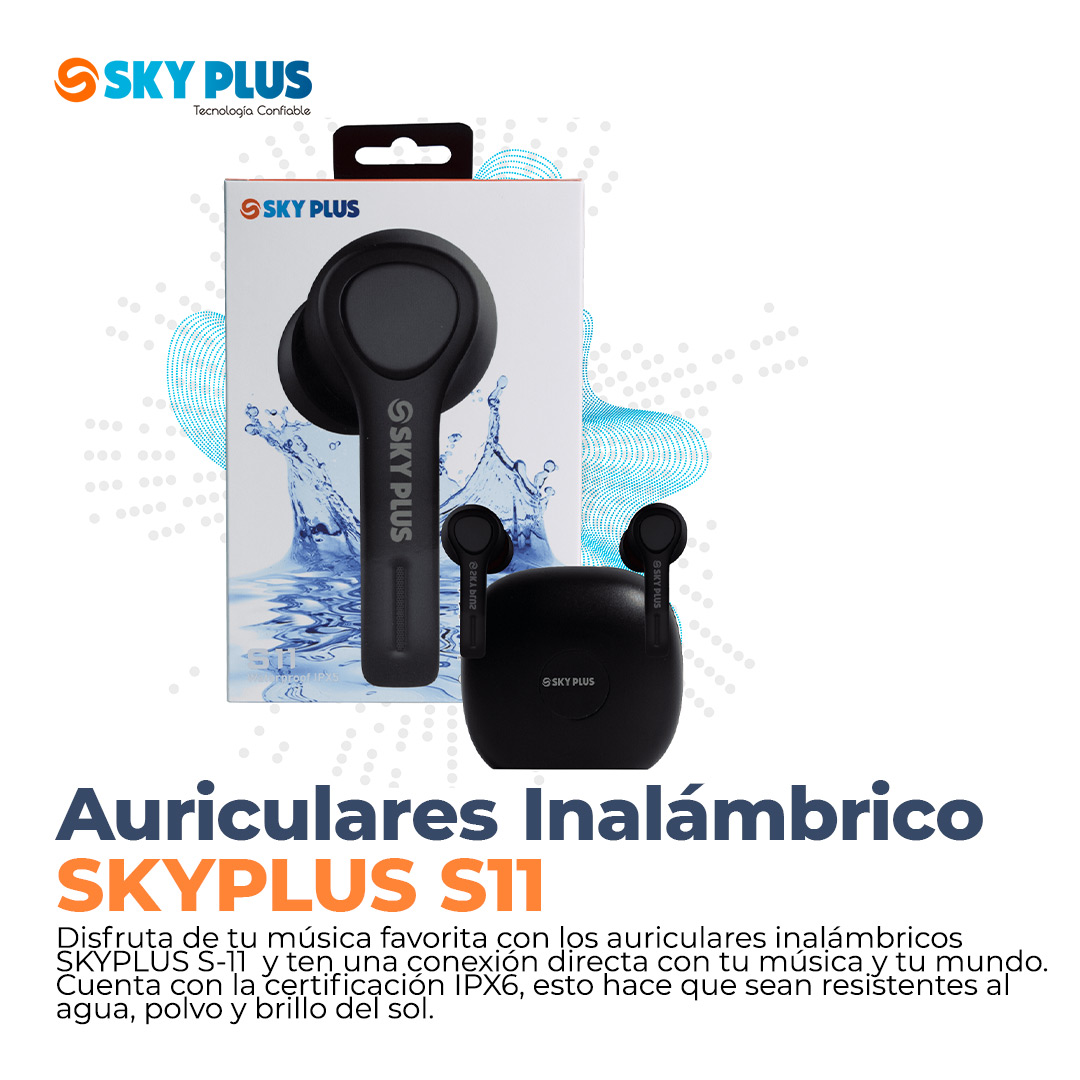 SKY PLUS
Tecnología Confiable
SKY PLUS
SKY PLUS
SKY PLUS
SKY PLUS
SKY PLUS
S11
Waterproof IPX5
Auriculares Inalámbrico
SKYPLUS S11
Disfruta de tu música favorita con los auriculares inalámbricos
SKYPLUS S-11 y ten una conexión directa con tu música y tu mundo.
Cuenta con la certificación IPX6, esto hace que sean resistentes al
agua, polvo y brillo del sol.